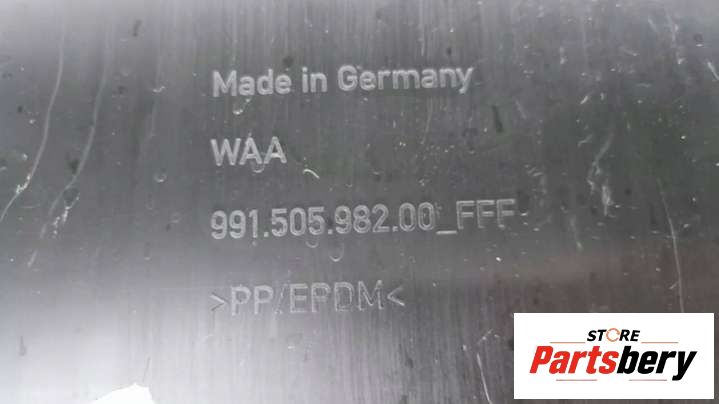 Made in Germany
WAA
991.505.982.00_FFF
>PP/EPDM<
STORE
Partsbery